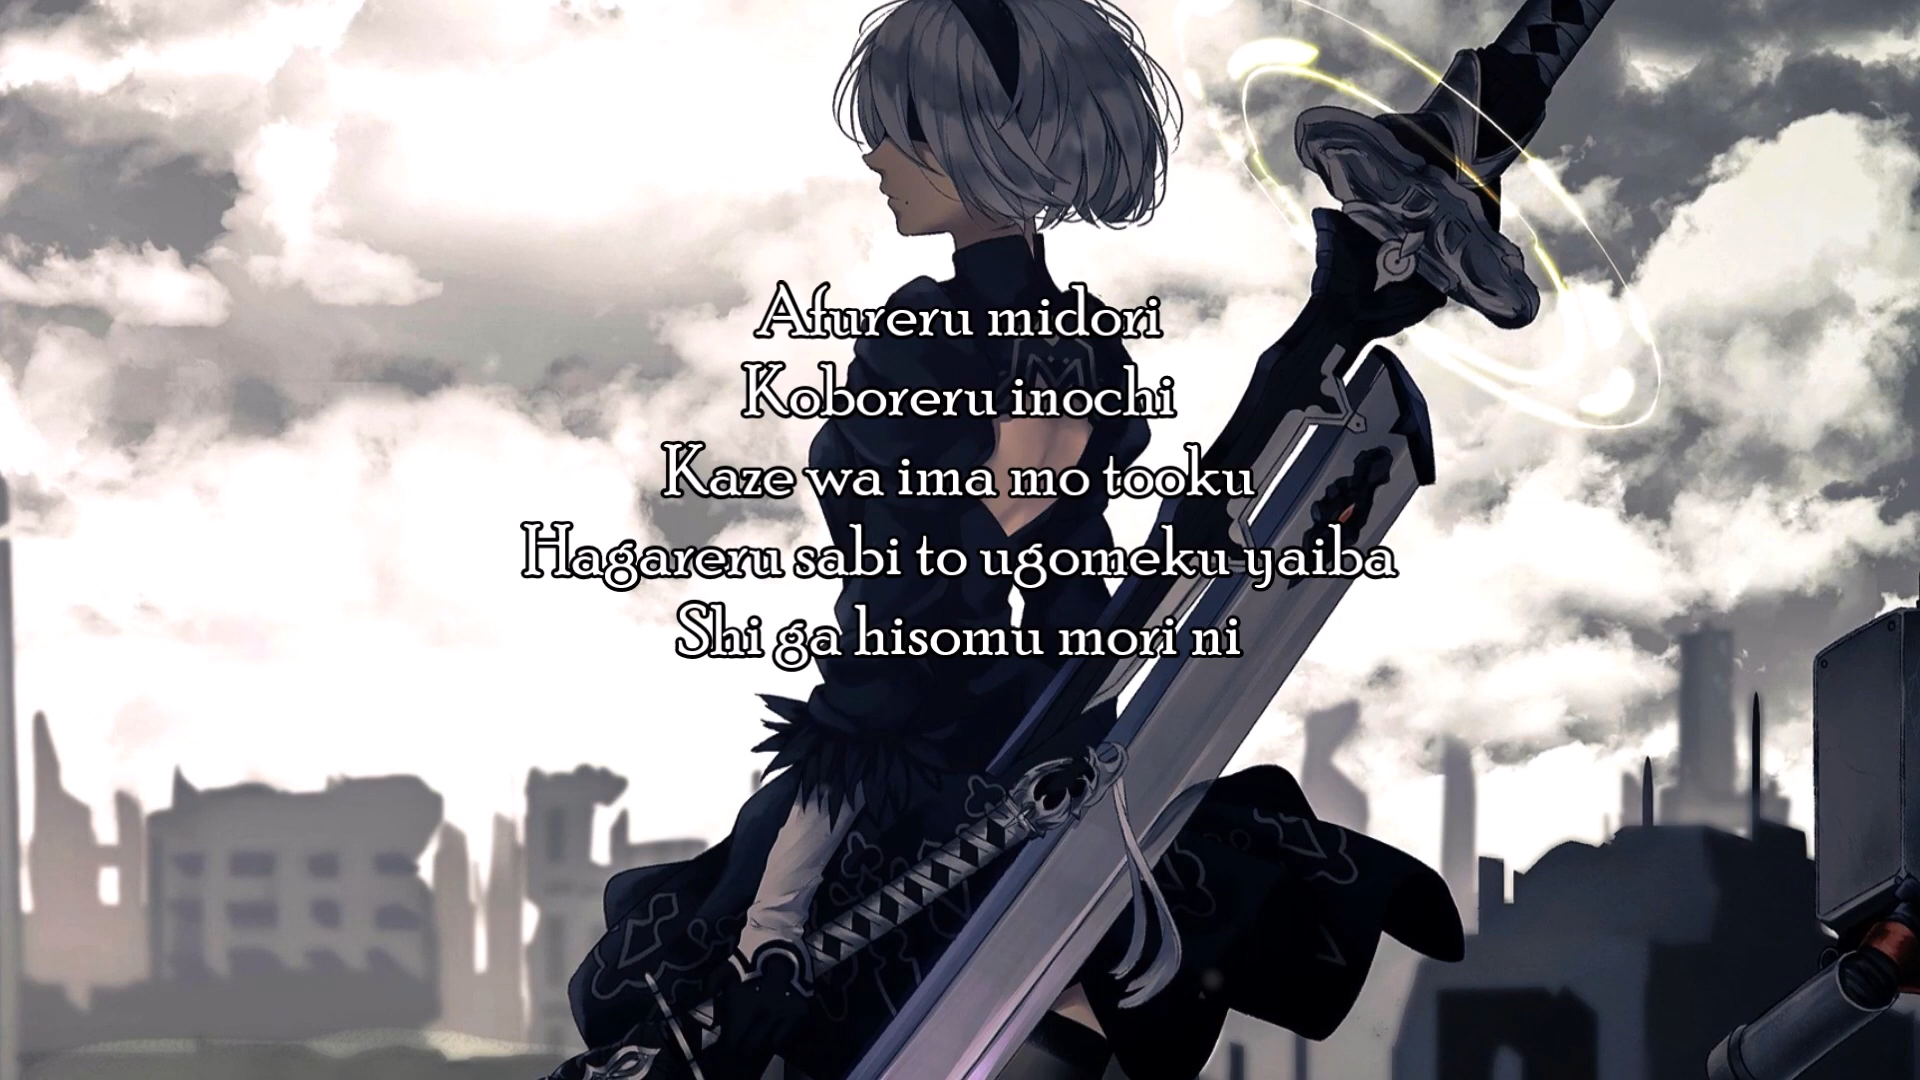 Afureru midori
Koboreru inochi
Kaze wa ima mo tooku
Hagareru sabi to ugomeku yaiba
Shi ga hisomu mori ni